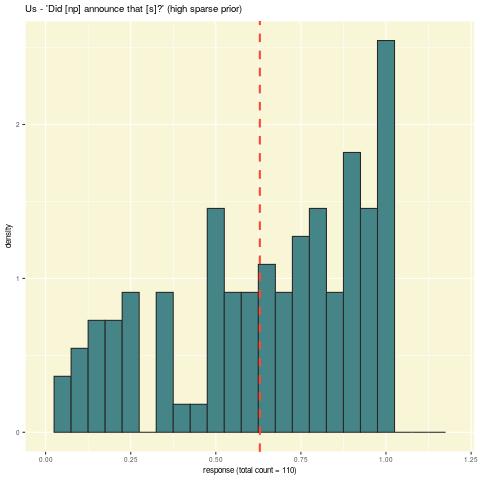 Us - 'Did [np] announce that [s]?' (high sparse prior)
density
2
1
0
0.00 0.25 0.50 0.75 1.00 1.25
response (total count = 110)